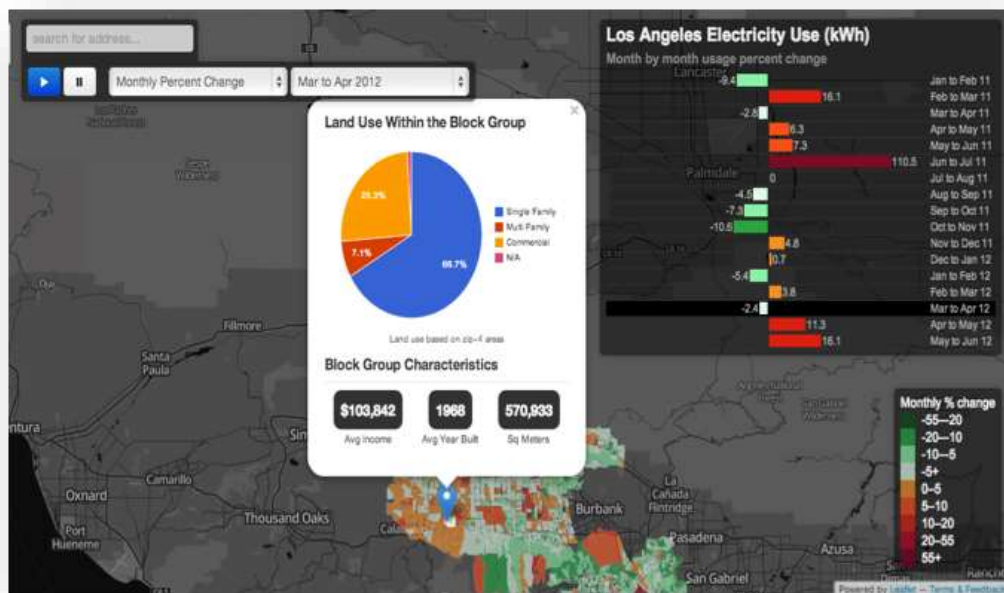 search for address...
Monthly Percent Change
Mar to Apr 2012
Los Angeles Electricity Use (kWh)
Month by month usage percent change
-9.4 Jan to Feb 11
16.1 Feb to Mar 11
-2.8 Mar to Apr 11
6.3 Apr to May 11
7.3 May to Jun 11
110.5 Jun to Jul 11
0 Jul to Aug 11
-4.5 Aug to Sep 11
-7.3 Sep to Oct 11
-10.6 Oct to Nov 11
4.8 Nov to Dec 11
0.7 Dec to Jan 12
-5.4 Jan to Feb 12
3.8 Feb to Mar 12
-2.4 Mar to Apr 12
11.3 Apr to May 12
16.1 May to Jun 12
Land Use Within the Block Group
7.1%
66.7%
Single Family
Multi Family
Commercial
N/A
Land use based on zip-4 areas
Block Group Characteristics
$103,842
Avg Income
1968
Avg Year Built
570,933
Sq Meters
Monthly % change
-55—20
-20—10
-10—5
-5+
0–5
5–10
10–20
20–55
55+
Lancaster
Palmdale
Ojai
Fillmore
Santa
Paula
entura
Camarillo
Oxnard
Port
Hueneme
Thousand Oaks
Burbank
La
Cañada
Flintridge
Pasadena
San Gabriel
Azusa
San Gabriel
Wilderness
Powered by Leaflet — Terms & Feedback